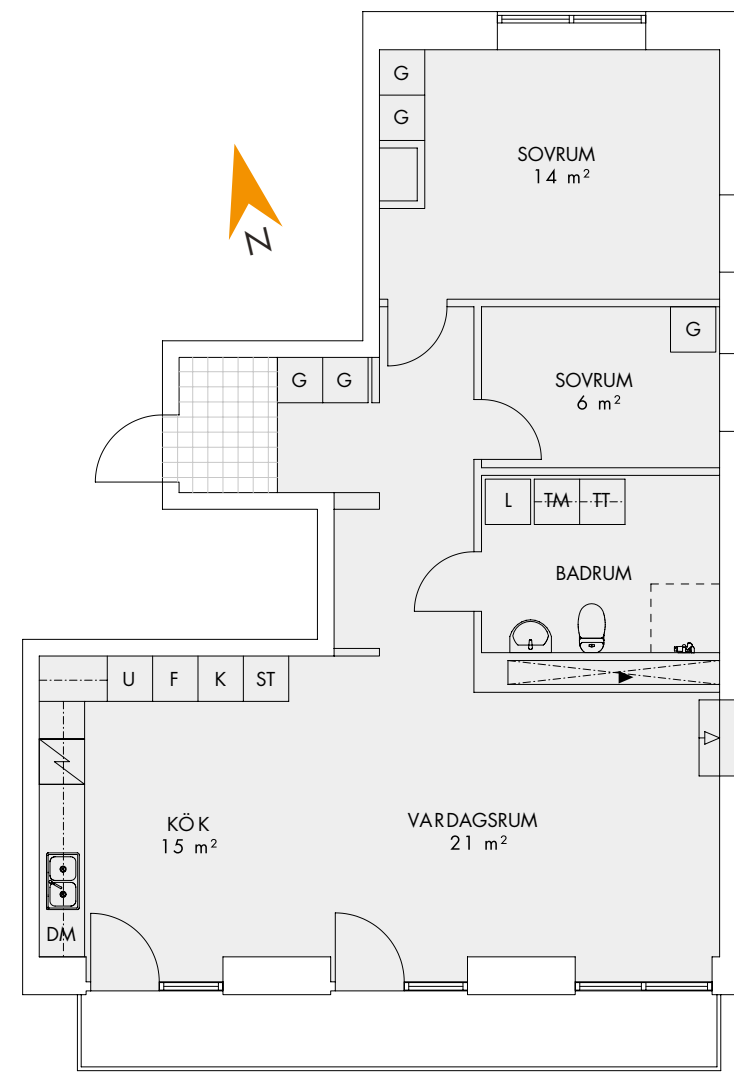 G
G
SOVRUM
14 m²
N
G
SOVRUM
6 m²
G G
L TM TT
BADRUM
U F K ST
KÖK
15 m²
VARDAGSRUM
21 m²
DM